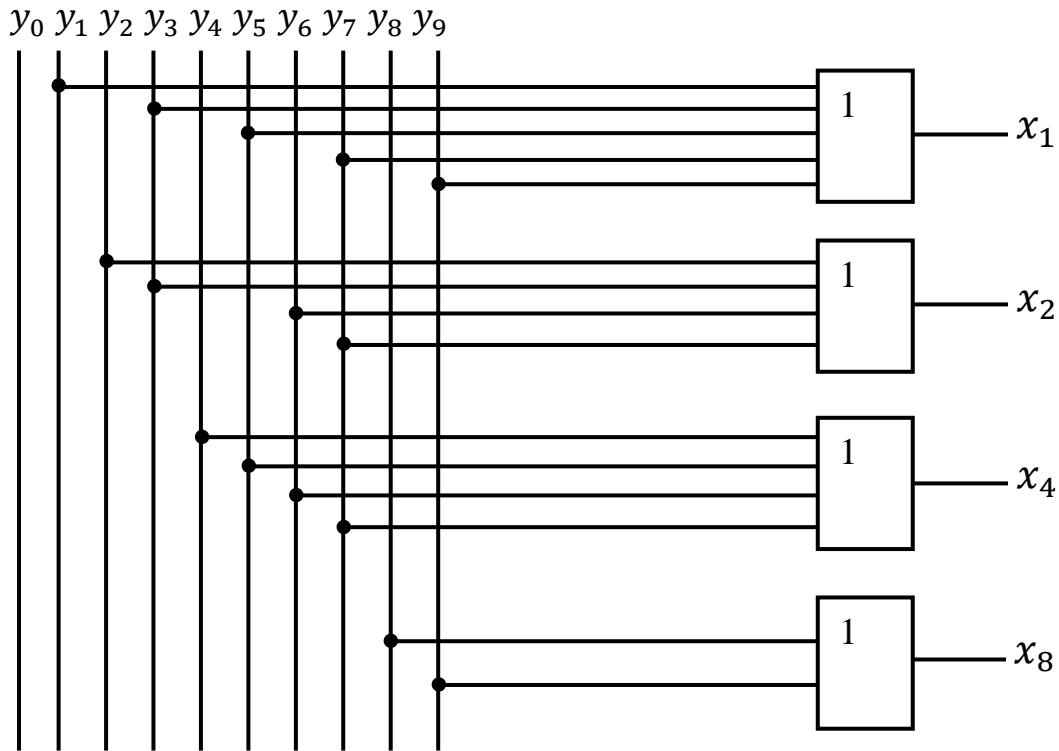 y₀ y₁ y₂ y₃ y₄ y₅ y₆ y₇ y₈ y₉
1
x₁
1
x₂
1
x₄
1
x₈